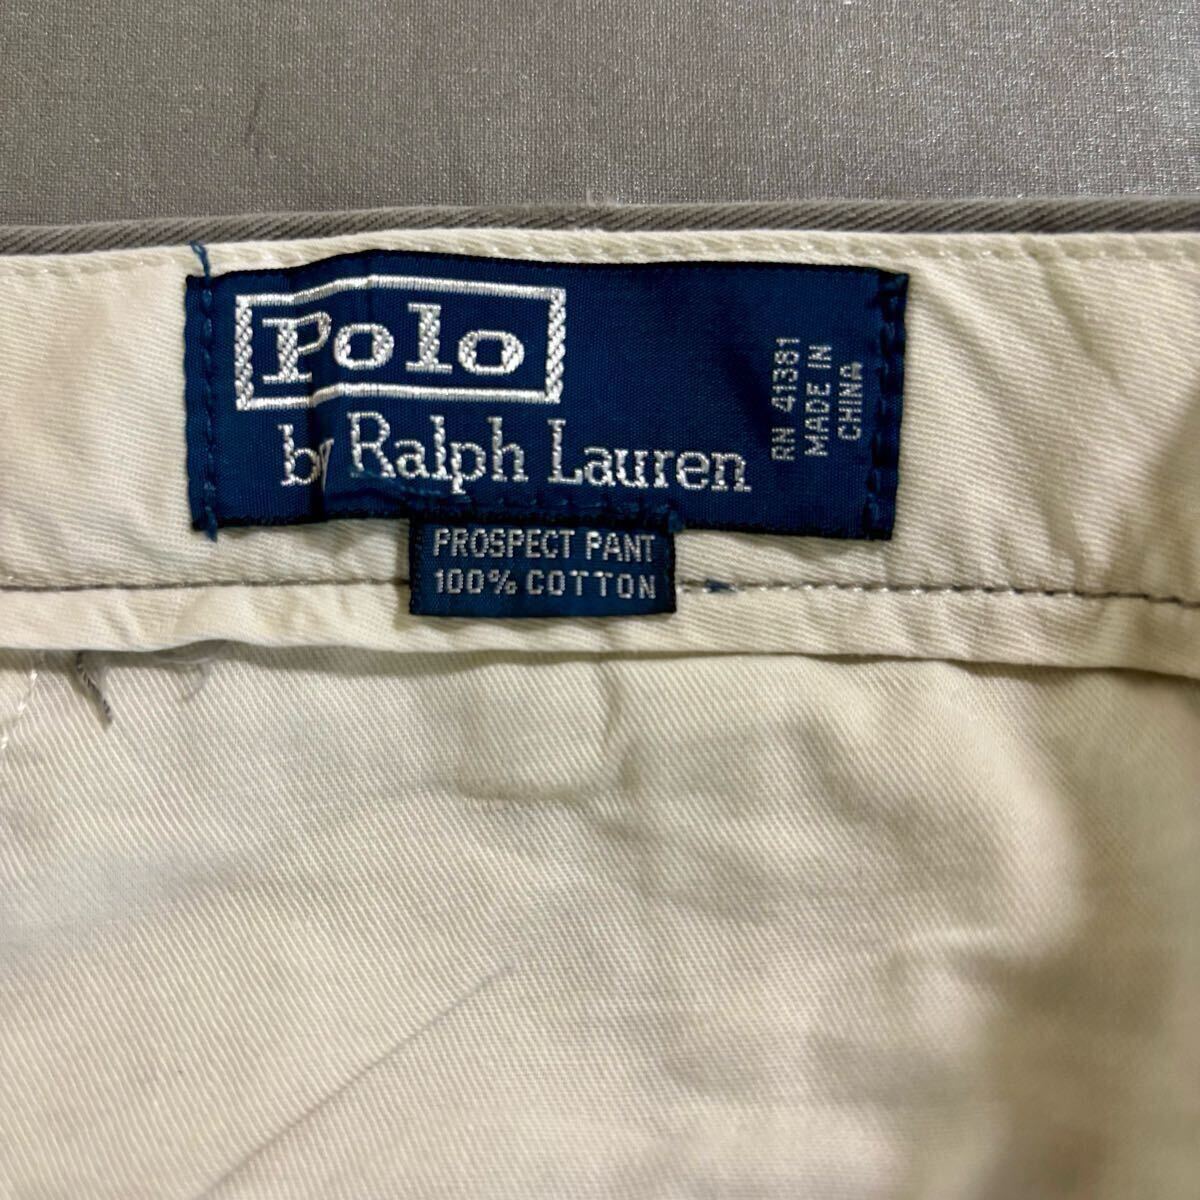 Polo
by Ralph Lauren
RN 41381
MADE IN
CHINA
PROSPECT PANT
100% COTTON